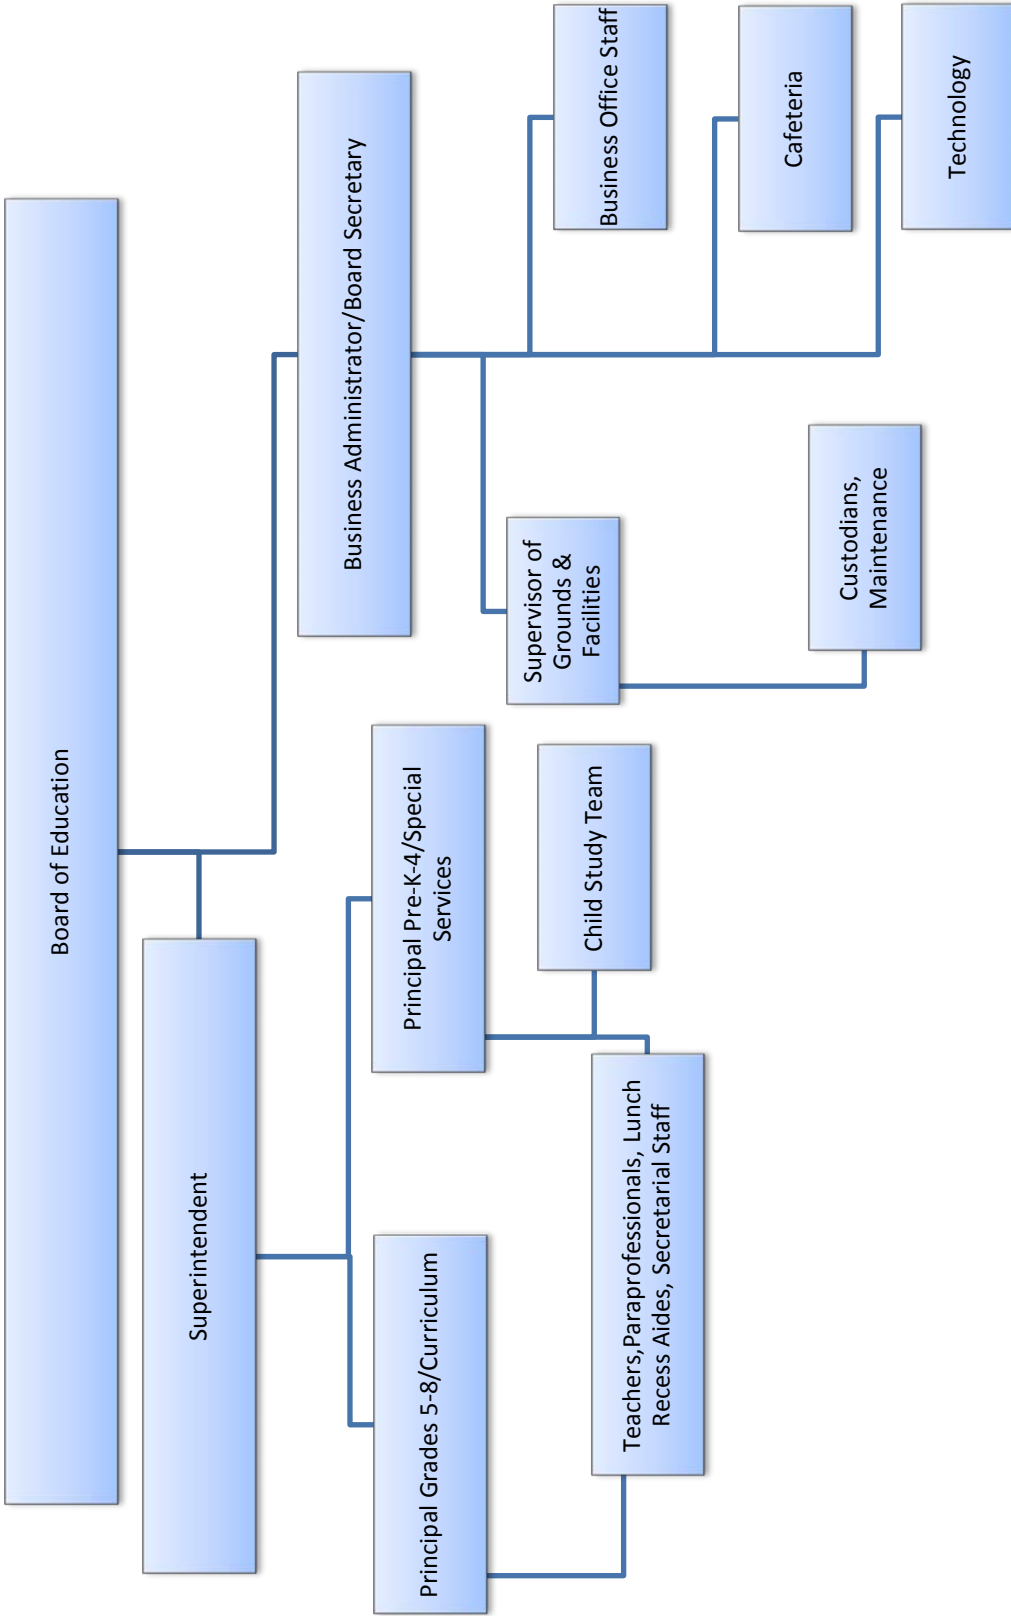 Board of Education
Superintendent
Business Administrator/Board Secretary
Principal Grades 5-8/Curriculum
Principal Pre-K-4/Special
Services
Supervisor of
Grounds &
Facilities
Business Office Staff
Child Study Team
Teachers,Paraprofessionals, Lunch
Recess Aides, Secretarial Staff
Cafeteria
Custodians,
Maintenance
Technology